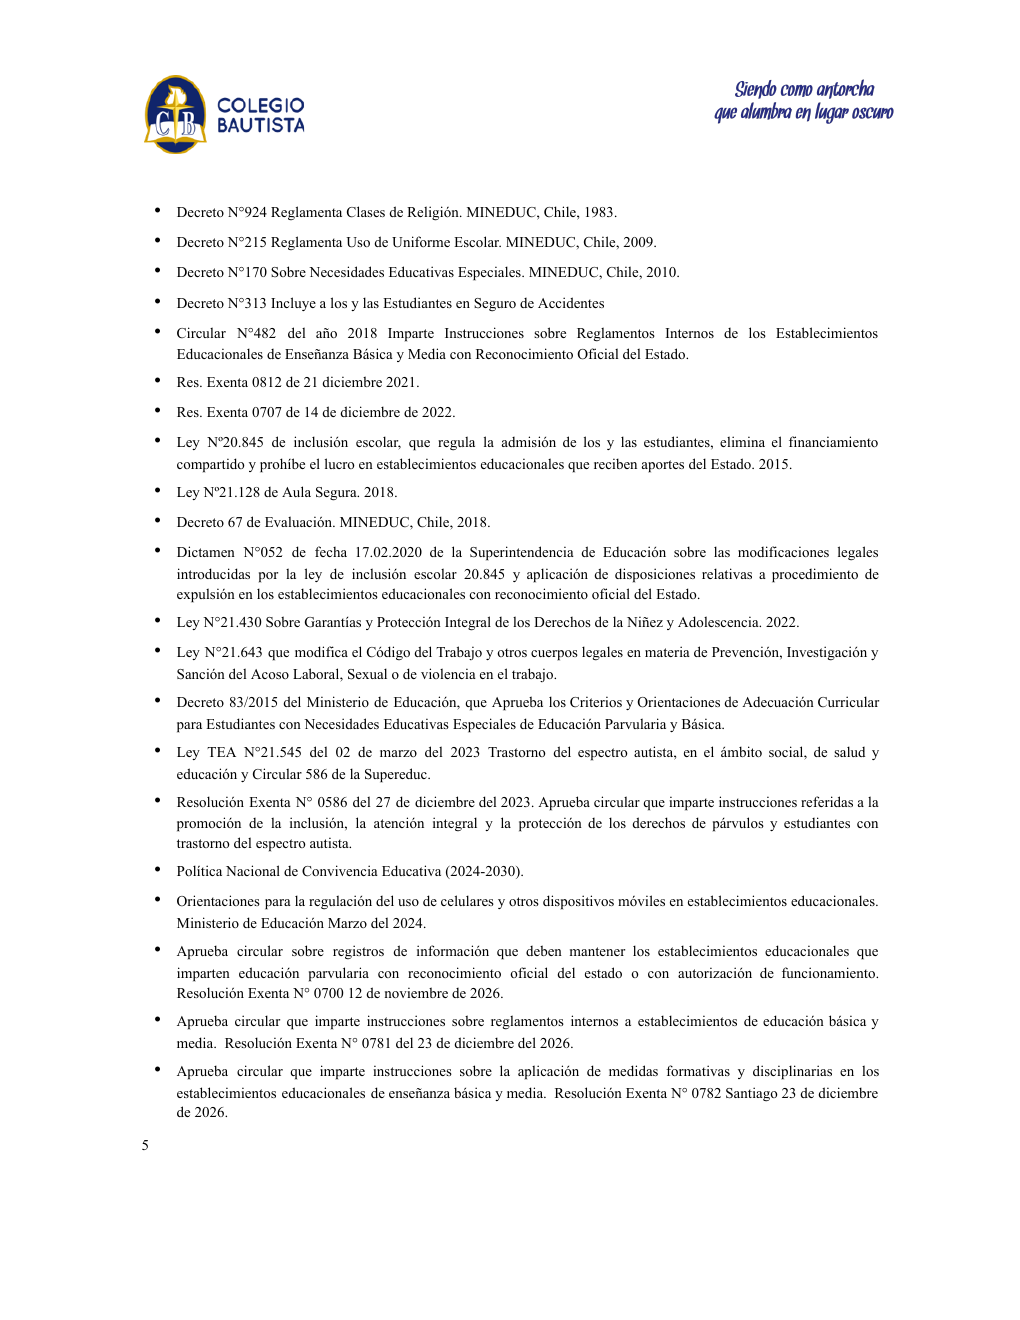 COLEGIO
BAUTISTA
Siendo como antorcha
que alumbra en lugar oscuro
• Decreto N°924 Reglamenta Clases de Religión. MINEDUC, Chile, 1983.
• Decreto N°215 Reglamenta Uso de Uniforme Escolar. MINEDUC, Chile, 2009.
• Decreto N°170 Sobre Necesidades Educativas Especiales. MINEDUC, Chile, 2010.
• Decreto N°313 Incluye a los y las Estudiantes en Seguro de Accidentes
• Circular N°482 del año 2018 Imparte Instrucciones sobre Reglamentos Internos de los Establecimientos
Educacionales de Enseñanza Básica y Media con Reconocimiento Oficial del Estado.
• Res. Exenta 0812 de 21 diciembre 2021.
• Res. Exenta 0707 de 14 de diciembre de 2022.
• Ley Nº20.845 de inclusión escolar, que regula la admisión de los y las estudiantes, elimina el financiamiento
compartido y prohíbe el lucro en establecimientos educacionales que reciben aportes del Estado. 2015.
• Ley Nº21.128 de Aula Segura. 2018.
• Decreto 67 de Evaluación. MINEDUC, Chile, 2018.
• Dictamen N°052 de fecha 17.02.2020 de la Superintendencia de Educación sobre las modificaciones legales
introducidas por la ley de inclusión escolar 20.845 y aplicación de disposiciones relativas a procedimiento de
expulsión en los establecimientos educacionales con reconocimiento oficial del Estado.
• Ley N°21.430 Sobre Garantías y Protección Integral de los Derechos de la Niñez y Adolescencia. 2022.
• Ley N°21.643 que modifica el Código del Trabajo y otros cuerpos legales en materia de Prevención, Investigación y
Sanción del Acoso Laboral, Sexual o de violencia en el trabajo.
• Decreto 83/2015 del Ministerio de Educación, que Aprueba los Criterios y Orientaciones de Adecuación Curricular
para Estudiantes con Necesidades Educativas Especiales de Educación Parvularia y Básica.
• Ley TEA N°21.545 del 02 de marzo del 2023 Trastorno del espectro autista, en el ámbito social, de salud y
educación y Circular 586 de la Supereduc.
• Resolución Exenta N° 0586 del 27 de diciembre del 2023. Aprueba circular que imparte instrucciones referidas a la
promoción de la inclusión, la atención integral y la protección de los derechos de párvulos y estudiantes con
trastorno del espectro autista.
• Política Nacional de Convivencia Educativa (2024-2030).
• Orientaciones para la regulación del uso de celulares y otros dispositivos móviles en establecimientos educacionales.
Ministerio de Educación Marzo del 2024.
• Aprueba circular sobre registros de información que deben mantener los establecimientos educacionales que
imparten educación parvularia con reconocimiento oficial del estado o con autorización de funcionamiento.
Resolución Exenta N° 0700 12 de noviembre de 2026.
• Aprueba circular que imparte instrucciones sobre reglamentos internos a establecimientos de educación básica y
media.  Resolución Exenta N° 0781 del 23 de diciembre del 2026.
• Aprueba circular que imparte instrucciones sobre la aplicación de medidas formativas y disciplinarias en los
establecimientos educacionales de enseñanza básica y media.  Resolución Exenta N° 0782 Santiago 23 de diciembre
de 2026.
5